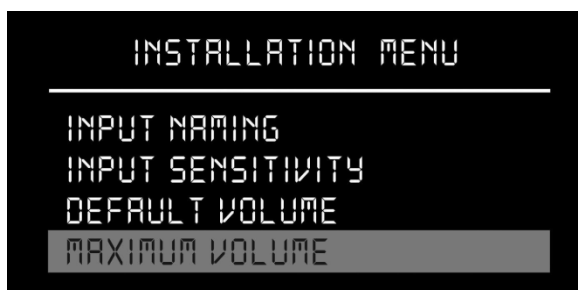 INSTALLATION MENU
INPUT NAMING
INPUT SENSITIVITY
DEFAULT VOLUME
MAXIMUM VOLUME